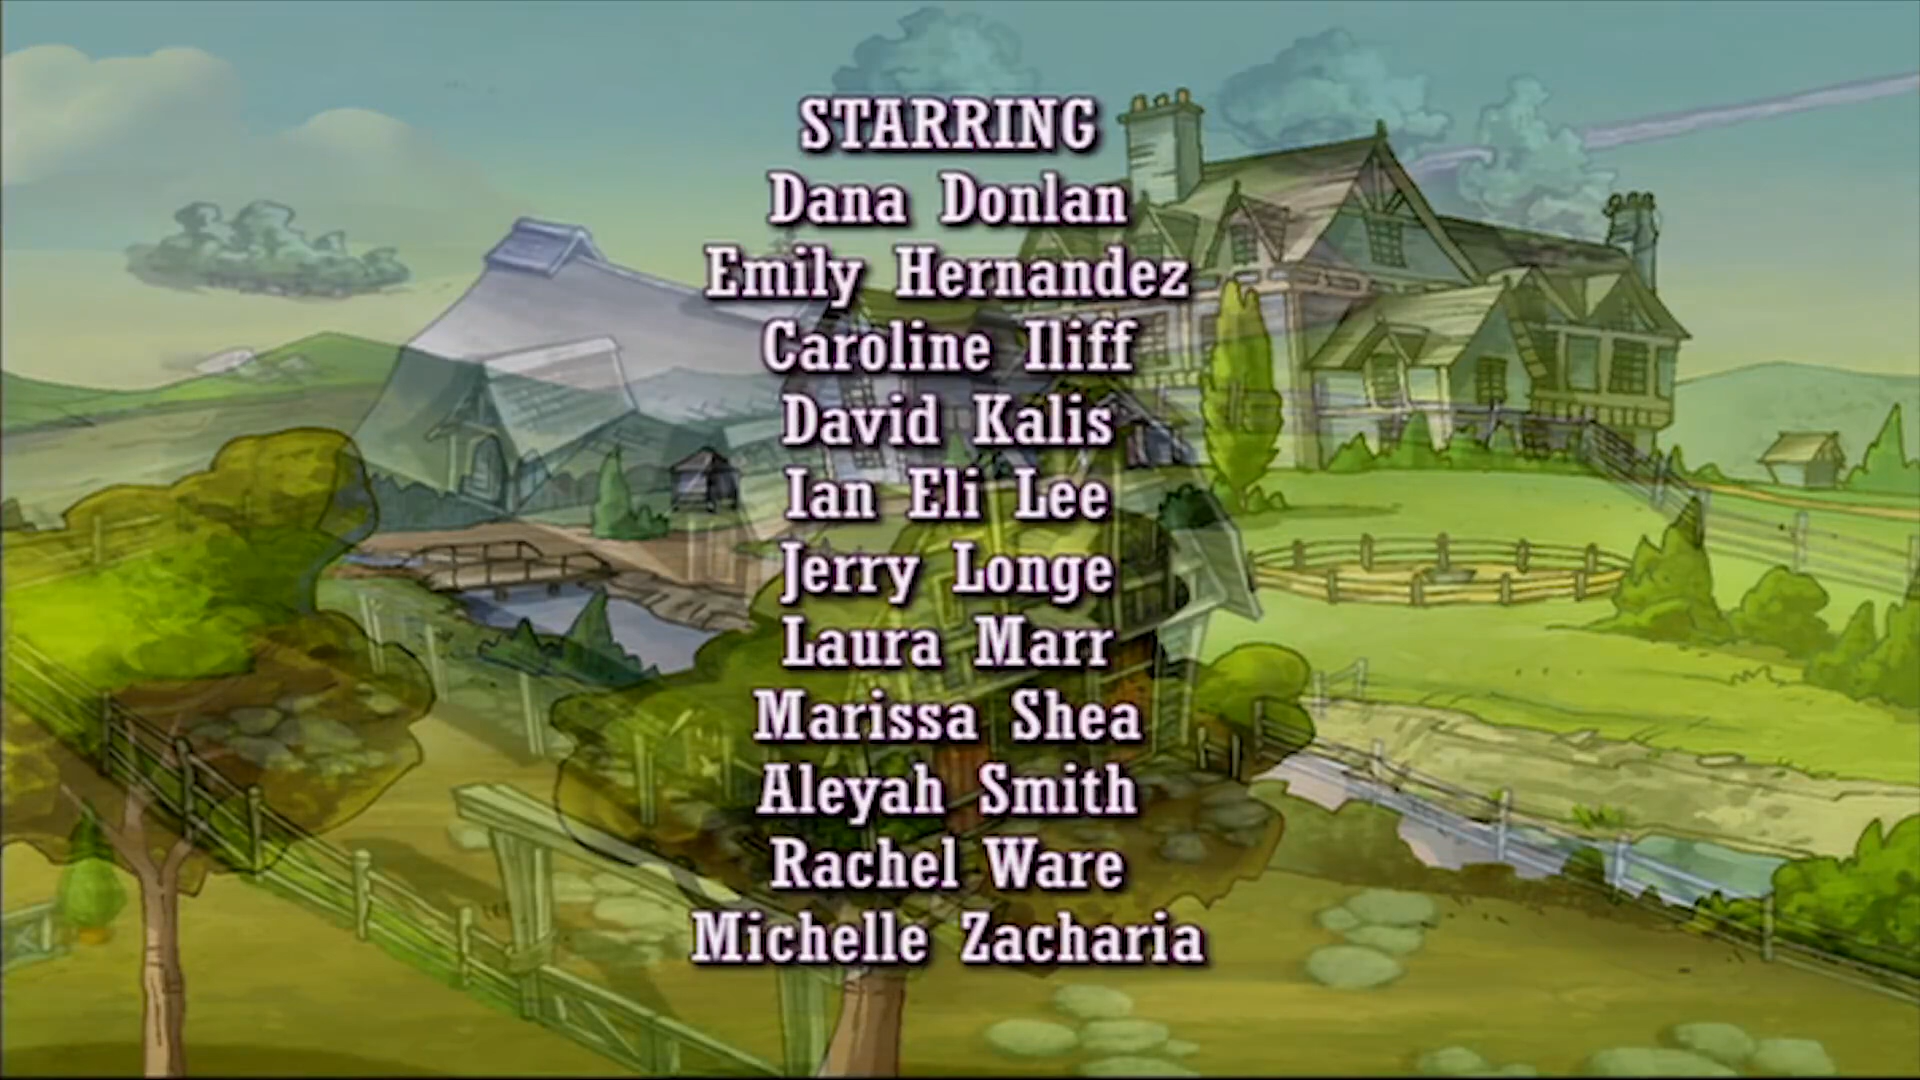 STARRING
Dana Donlan
Emily Hernandez
Caroline Iliff
David Kalis
Ian Eli Lee
Jerry Longe
Laura Marr
Marissa Shea
Aleyah Smith
Rachel Ware
Michelle Zacharia